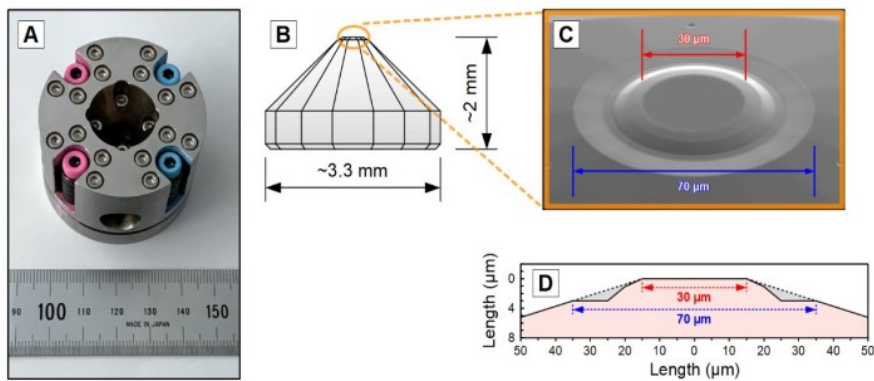 A
90 100 110 120 130 140 150
MADE IN JAPAN
B
~2 mm
~3.3 mm
C
30 µm
70 µm
D
Length (µm)
0
4
8
30 µm
70 µm
50 40 30 20 10 0 10 20 30 40 50
Length (µm)